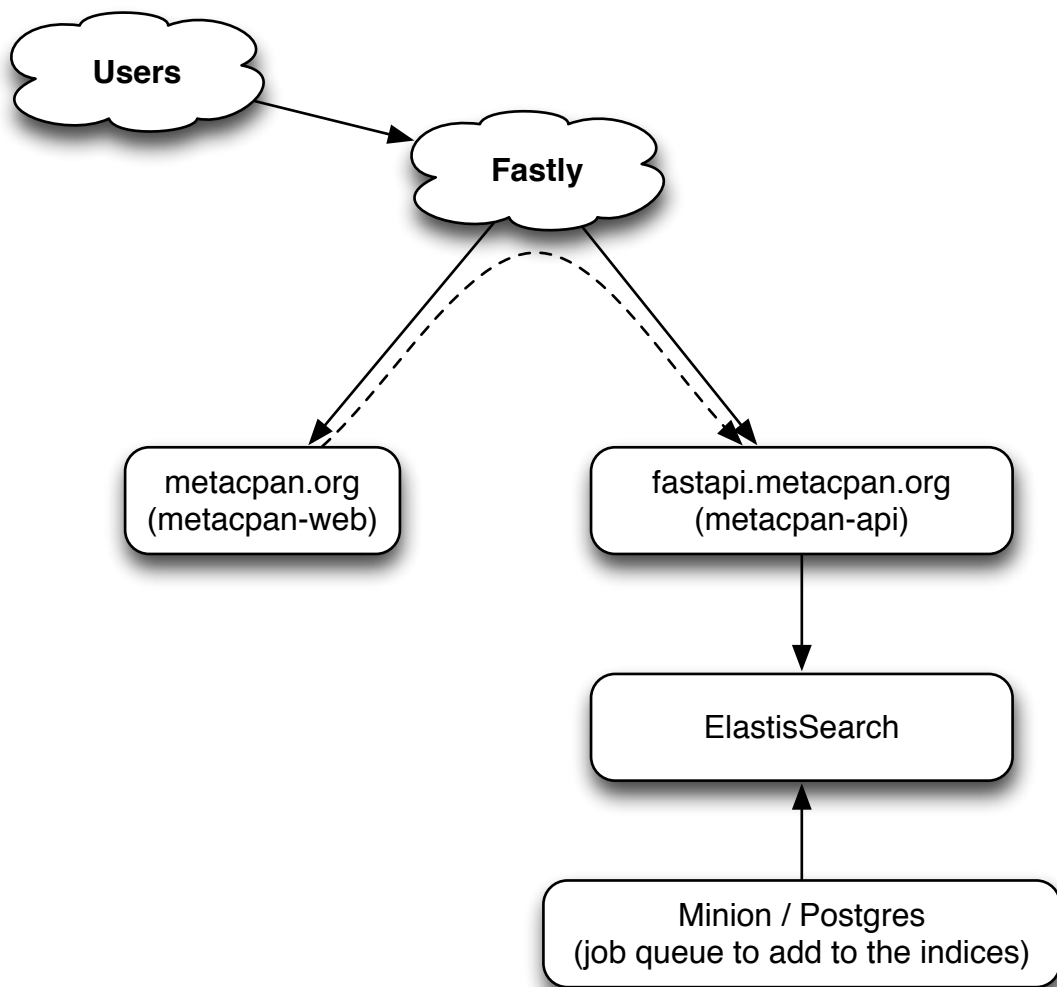 Users
Fastly
metacpan.org
(metacpan-web)
fastapi.metacpan.org
(metacpan-api)
ElastisSearch
Minion / Postgres
(job queue to add to the indices)